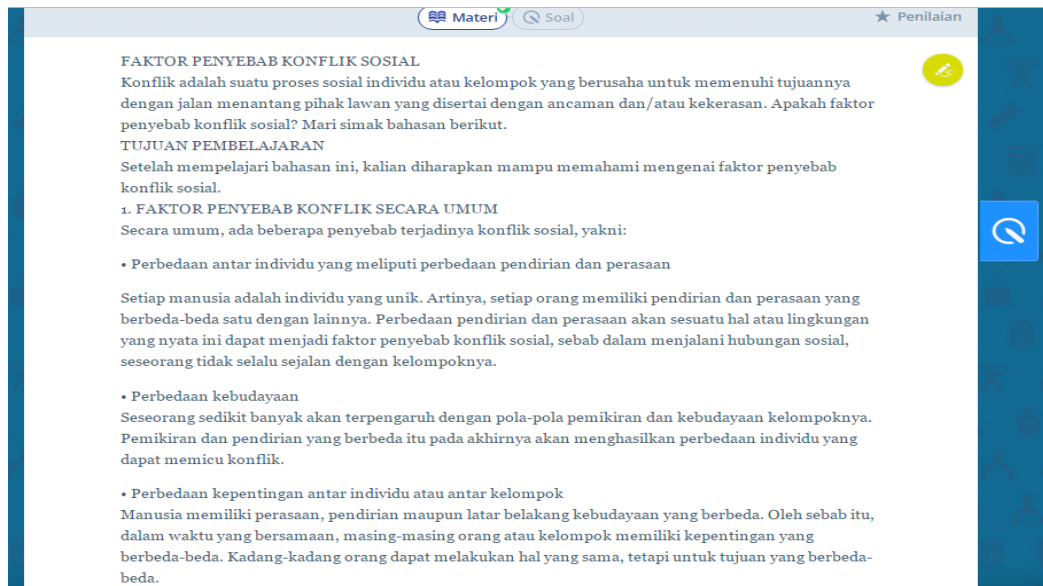 Materi
Soal
Penilaian
FAKTOR PENYEBAB KONFLIK SOSIAL
Konflik adalah suatu proses sosial individu atau kelompok yang berusaha untuk memenuhi tujuannya
dengan jalan menantang pihak lawan yang disertai dengan ancaman dan/atau kekerasan. Apakah faktor
penyebab konflik sosial? Mari simak bahasan berikut.
TUJUAN PEMBELAJARAN
Setelah mempelajari bahasan ini, kalian diharapkan mampu memahami mengenai faktor penyebab
konflik sosial.
1. FAKTOR PENYEBAB KONFLIK SECARA UMUM
Secara umum, ada beberapa penyebab terjadinya konflik sosial, yakni:
• Perbedaan antar individu yang meliputi perbedaan pendirian dan perasaan
Setiap manusia adalah individu yang unik. Artinya, setiap orang memiliki pendirian dan perasaan yang
berbeda-beda satu dengan lainnya. Perbedaan pendirian dan perasaan akan sesuatu hal atau lingkungan
yang nyata ini dapat menjadi faktor penyebab konflik sosial, sebab dalam menjalani hubungan sosial,
seseorang tidak selalu sejalan dengan kelompoknya.
• Perbedaan kebudayaan
Seseorang sedikit banyak akan terpengaruh dengan pola-pola pemikiran dan kebudayaan kelompoknya.
Pemikiran dan pendirian yang berbeda itu pada akhirnya akan menghasilkan perbedaan individu yang
dapat memicu konflik.
• Perbedaan kepentingan antar individu atau antar kelompok
Manusia memiliki perasaan, pendirian maupun latar belakang kebudayaan yang berbeda. Oleh sebab itu,
dalam waktu yang bersamaan, masing-masing orang atau kelompok memiliki kepentingan yang
berbeda-beda. Kadang-kadang orang dapat melakukan hal yang sama, tetapi untuk tujuan yang berbeda-
beda.